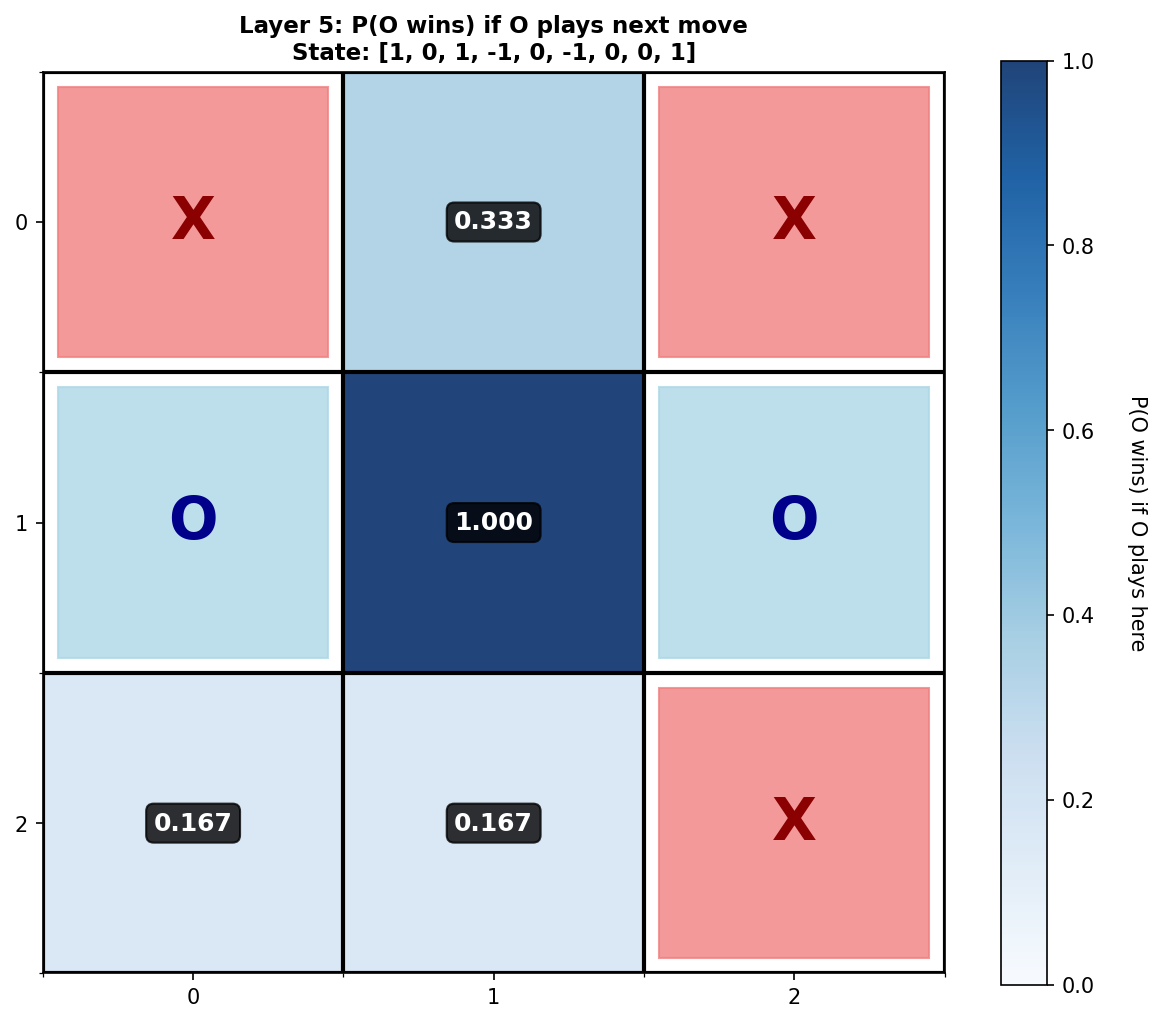 Layer 5: P(O wins) if O plays next move
State: [1, 0, 1, -1, 0, -1, 0, 0, 1]
0
X
0.333
X
1
O
1.000
O
2
0.167
0.167
X
0
1
2
1.0
0.8
0.6
0.4
0.2
0.0
P(O wins) if O plays here